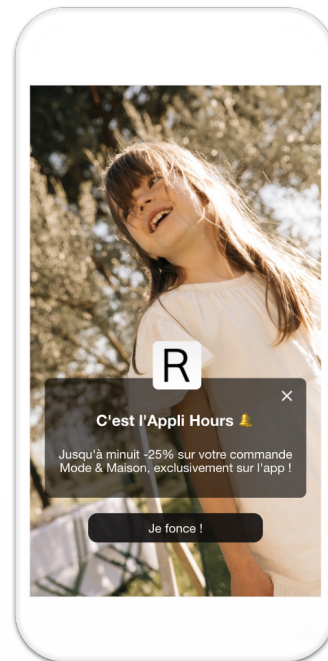 R
C'est l'Appli Hours 🔔
Jusqu'à minuit -25% sur votre commande
Mode & Maison, exclusivement sur l'app !
Je fonce !